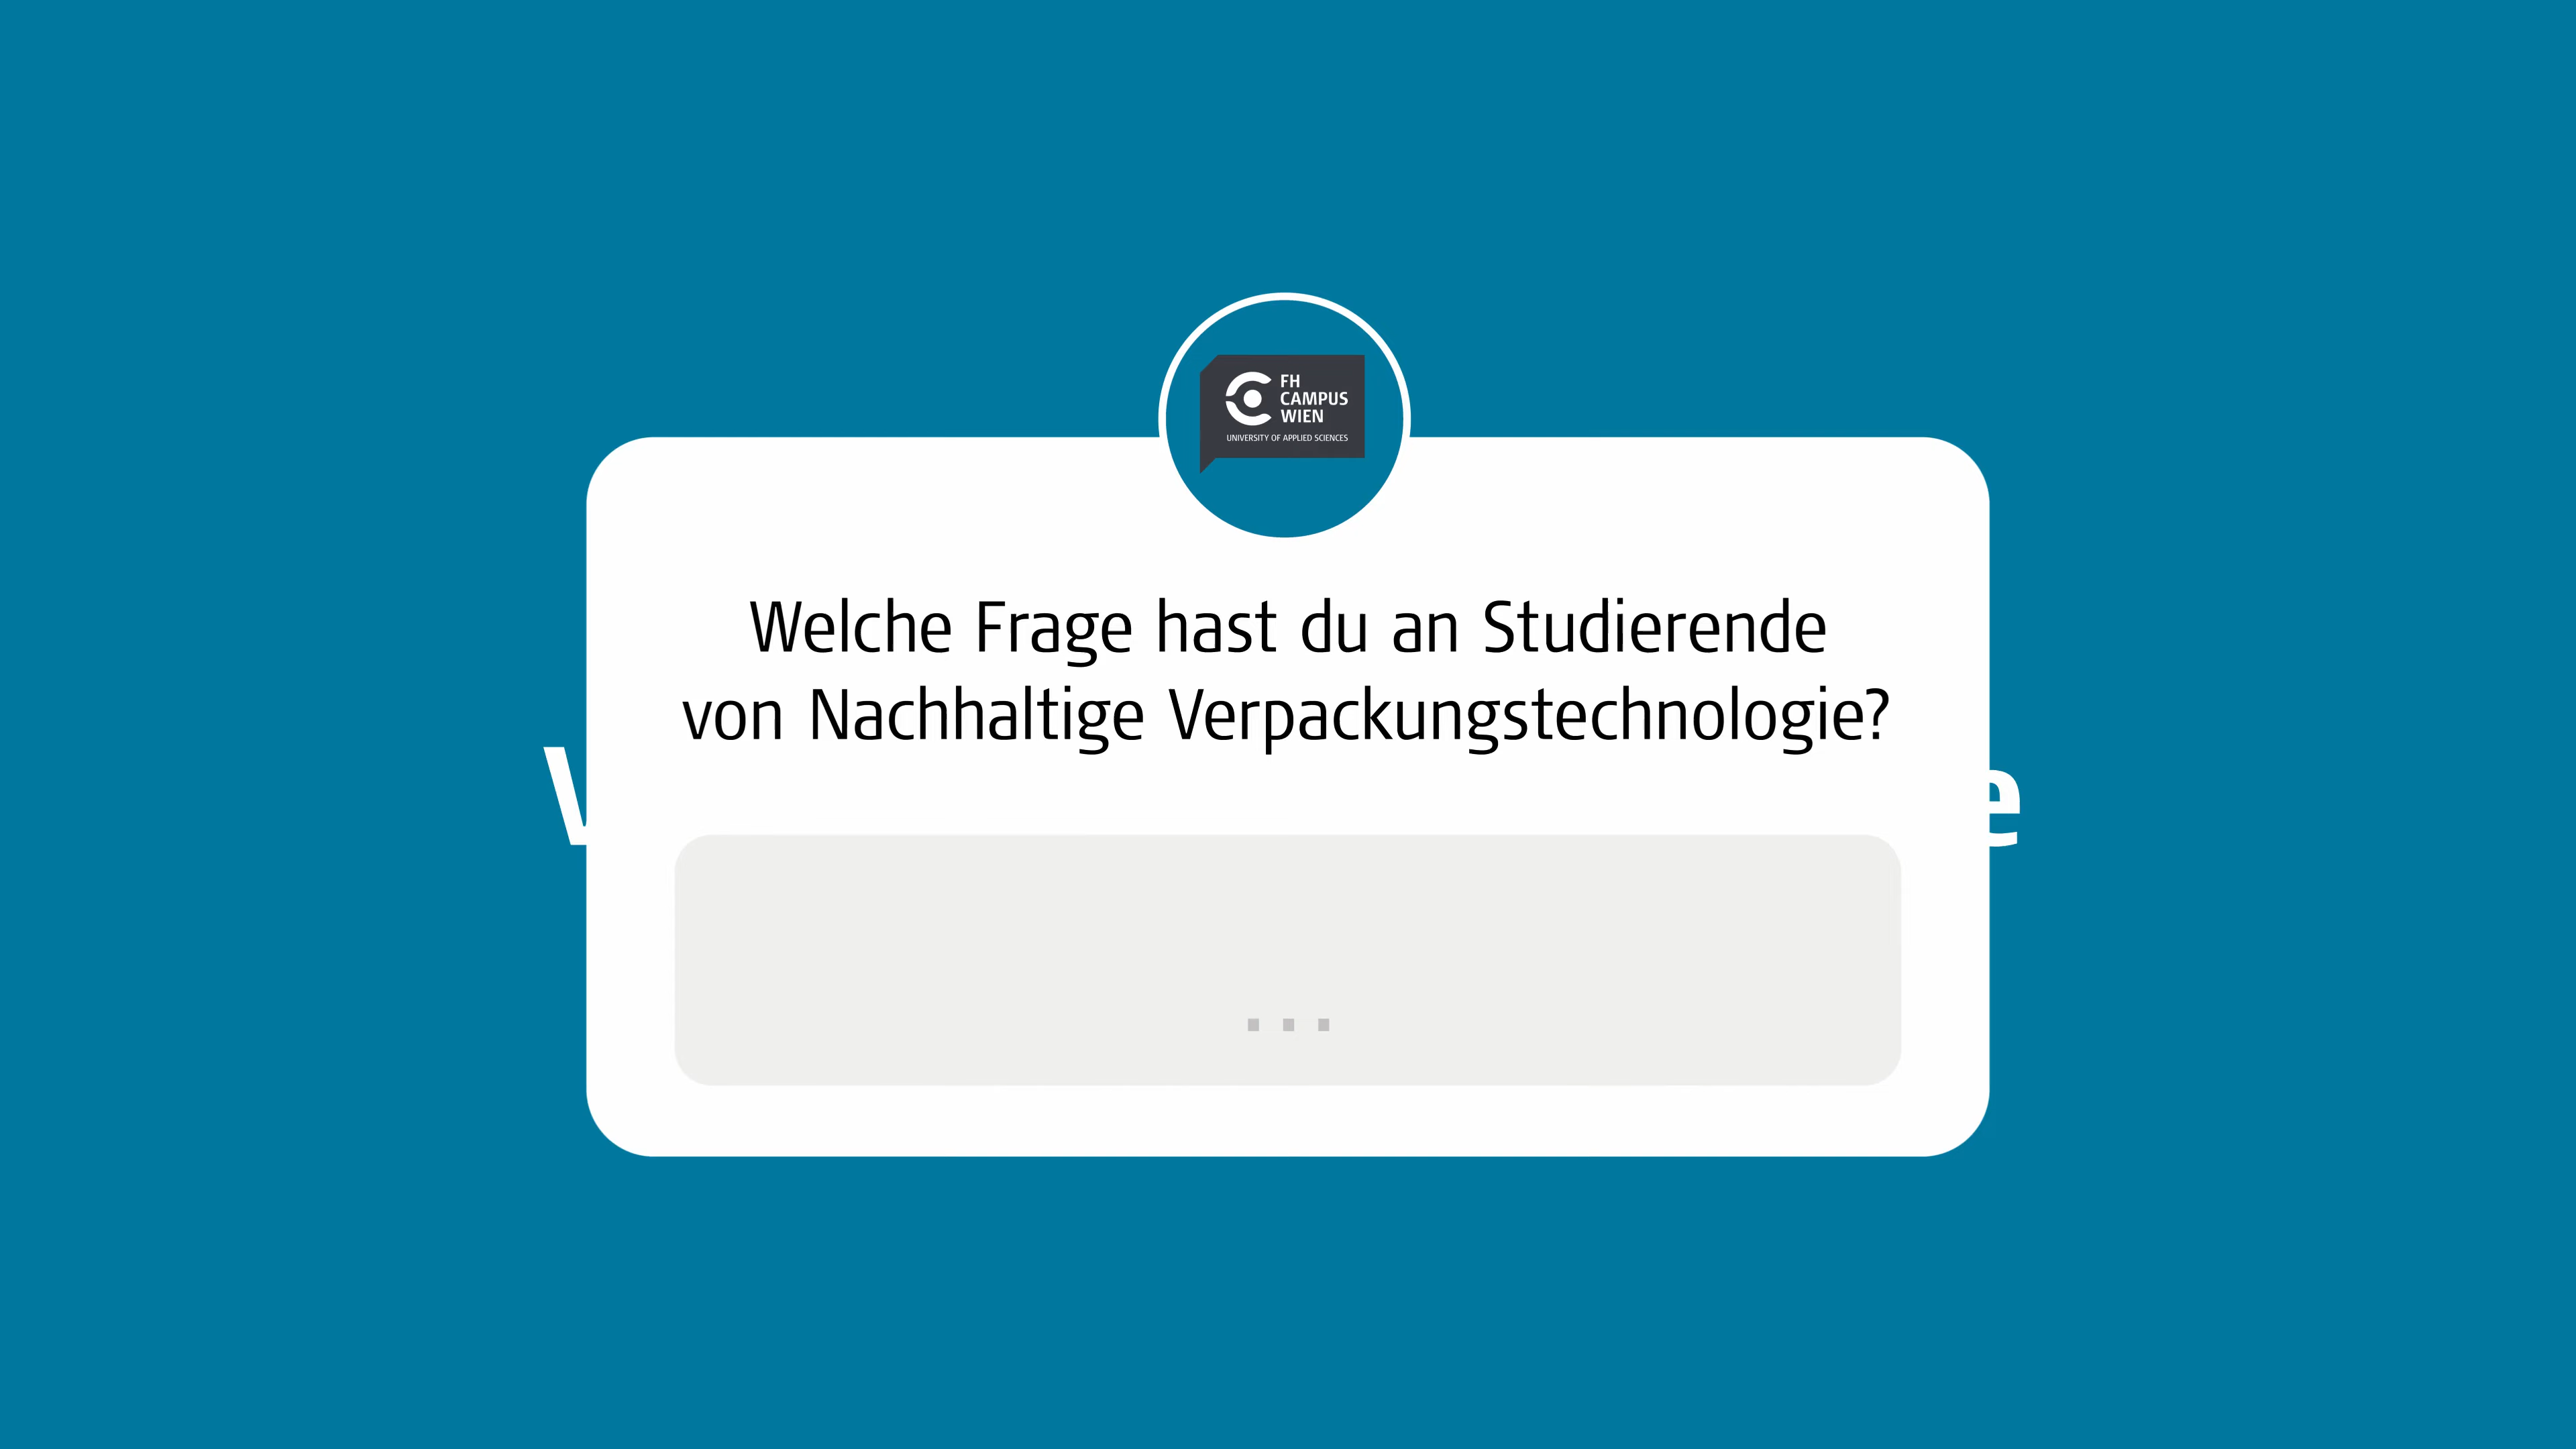 FH
CAMPUS
WIEN
UNIVERSITY OF APPLIED SCIENCES
Welche Frage hast du an Studierende
von Nachhaltige Verpackungstechnologie?
...